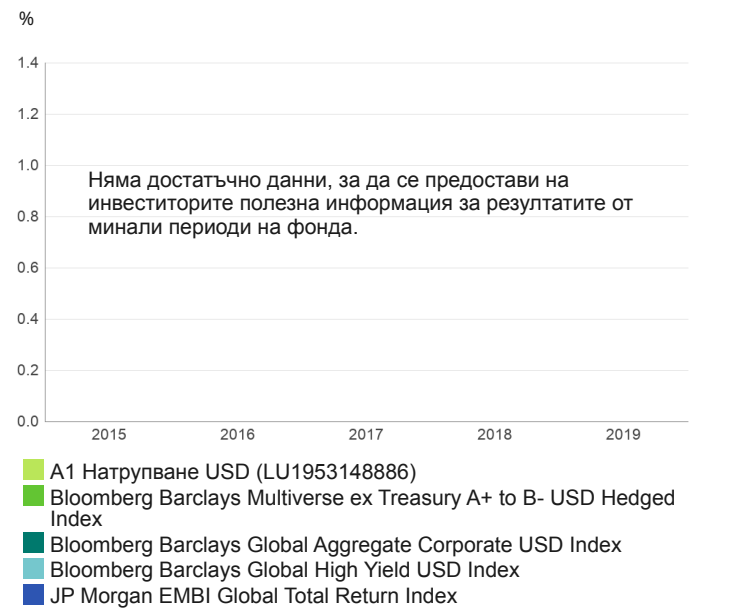 %
1.4
1.2
1.0
Няма достатъчно данни, за да се предостави на
инвеститорите полезна информация за резултатите от
минали периоди на фонда.
0.8
0.6
0.4
0.2
0.0
2015 2016 2017 2018 2019
A1 Натрупване USD (LU1953148886)
Bloomberg Barclays Multiverse ex Treasury A+ to B- USD Hedged
Index
Bloomberg Barclays Global Aggregate Corporate USD Index
Bloomberg Barclays Global High Yield USD Index
JP Morgan EMBI Global Total Return Index